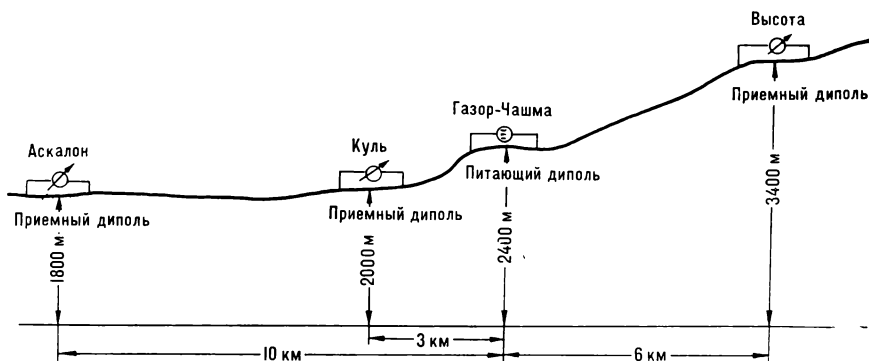 Высота
Приемный диполь
Газор-Чашма
Питающий диполь
Аскалон
Куль
Приемный диполь
Приемный диполь
1800 м
2000 м
2400 м
3400 м
3 км
10 км
6 км